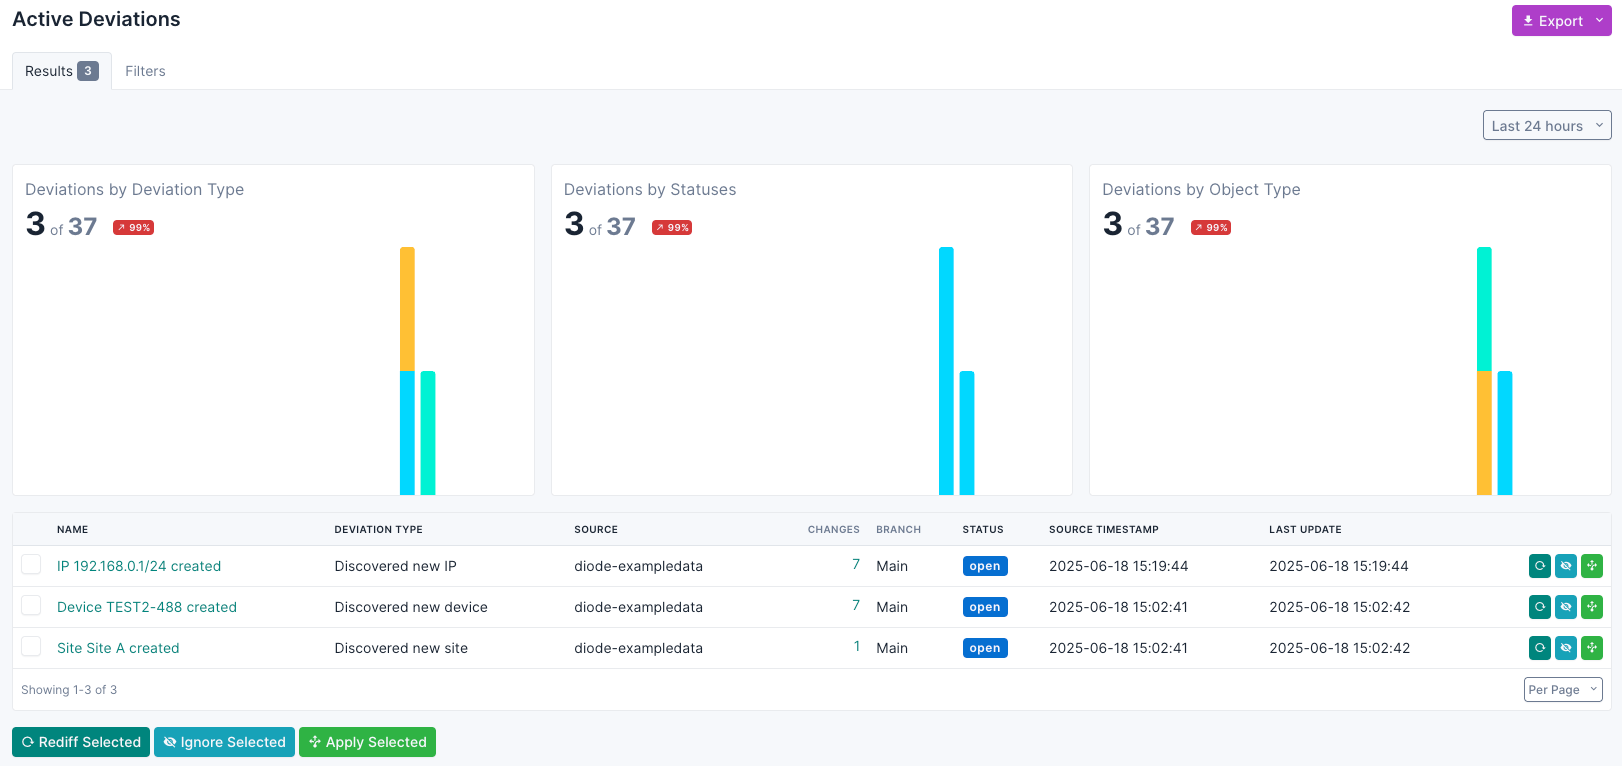 Active Deviations
Export
Results 3
Filters
Last 24 hours
Deviations by Deviation Type
3 of 37 99%
Deviations by Statuses
3 of 37 99%
Deviations by Object Type
3 of 37 99%
NAME DEVIATION TYPE SOURCE CHANGES BRANCH STATUS SOURCE TIMESTAMP LAST UPDATE
IP 192.168.0.1/24 created Discovered new IP diode-exampledata 7 Main open 2025-06-18 15:19:44 2025-06-18 15:19:44
Device TEST2-488 created Discovered new device diode-exampledata 7 Main open 2025-06-18 15:02:41 2025-06-18 15:02:42
Site Site A created Discovered new site diode-exampledata 1 Main open 2025-06-18 15:02:41 2025-06-18 15:02:42
Showing 1-3 of 3
Per Page
Rediff Selected
Ignore Selected
Apply Selected